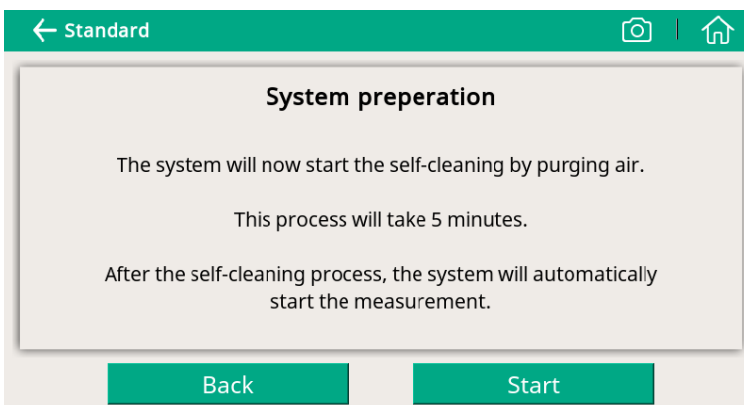 Standard
System preperation
The system will now start the self-cleaning by purging air.
This process will take 5 minutes.
After the self-cleaning process, the system will automatically
start the measurement.
Back
Start